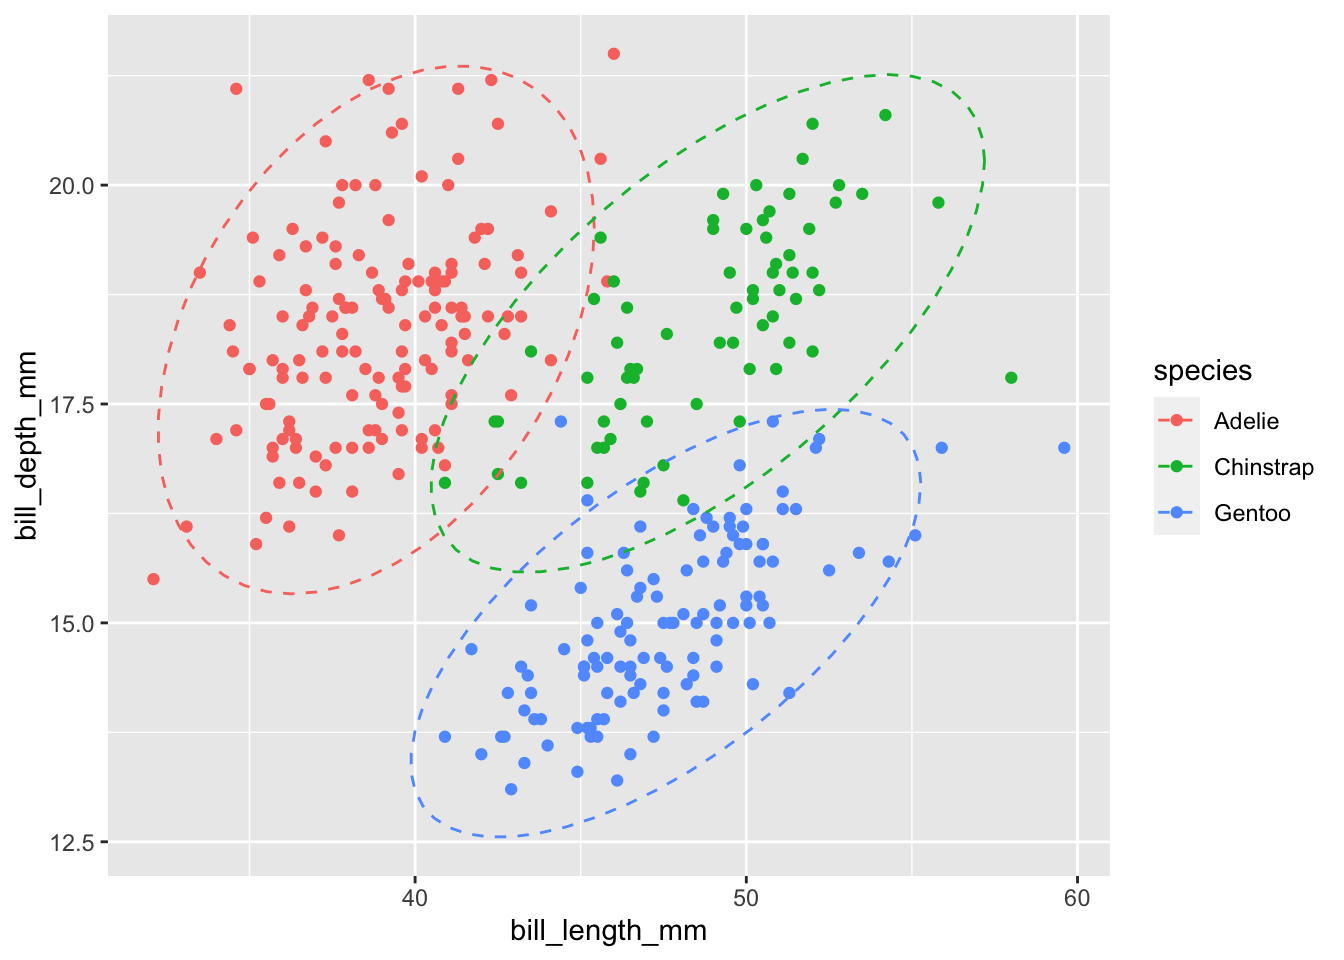 20.0
17.5
15.0
12.5
bill_depth_mm
40
50
60
bill_length_mm
species
Adelie
Chinstrap
Gentoo